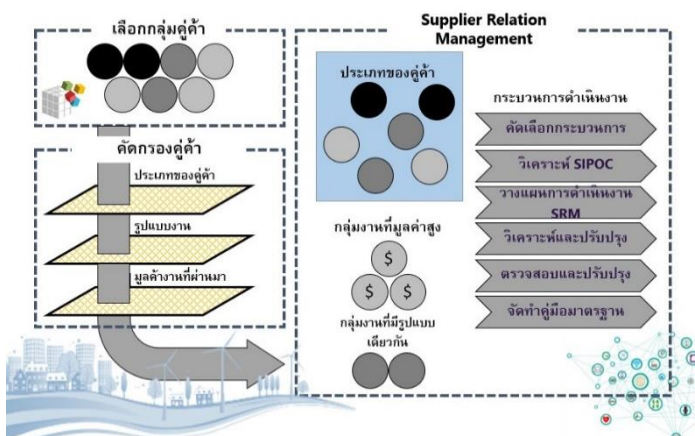 เลือกกลุ่มคู่ค้า
คัดกรองคู่ค้า
ประเภทของคู่ค้า
รูปแบบงาน
มูลค้างานที่ผ่านมา
Supplier Relation
Management
ประเภทของคู่ค้า
กลุ่มงานที่มูลค่าสูง
$
$ $
กลุ่มงานที่มีรูปแบบ
เดียวกัน
กระบวนการดำเนินงาน
คัดเลือกกระบวนการ
วิเคราะห์ SIPOC
วางแผนการดำเนินงาน
SRM
วิเคราะห์และปรับปรุง
ตรวจสอบและปรับปรุง
จัดทำคู่มือมาตรฐาน